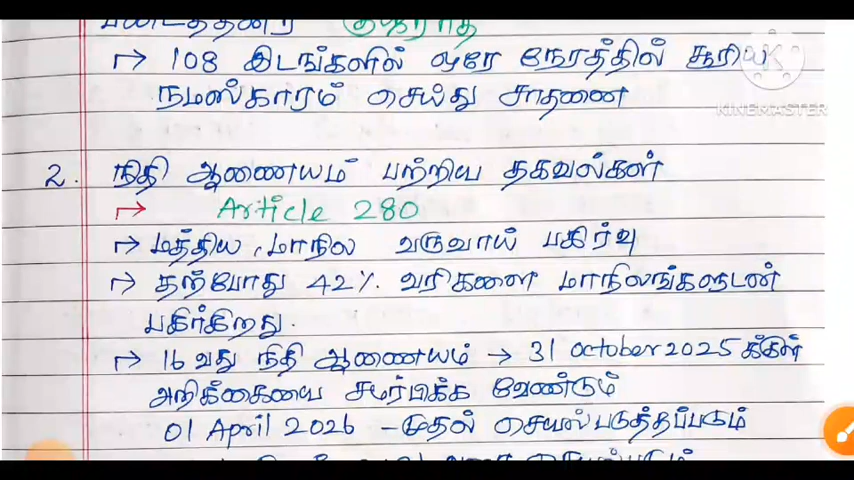 குஜராத்
↱ 108 இடங்களில் ஒரே நேரத்தில் சூரிய
நமஸ்காரம் செய்து சாதனை
KINEMASTER
2. நிதி ஆணையம் பற்றிய தகவல்கள்
↱ Article 280
↱ மத்திய, மாநில வருவாய் பகிர்வு
↱ தற்போது 42% வரிகளை மாநிலங்களுடன்
பகிர்கிறது.
↱ 16 வது நிதி ஆணையம் → 31 october 2025 க்குள்
அறிக்கையை சமர்பிக்க வேண்டும்
01 April 2026 - முதல் செயல்படுத்தப்படும்